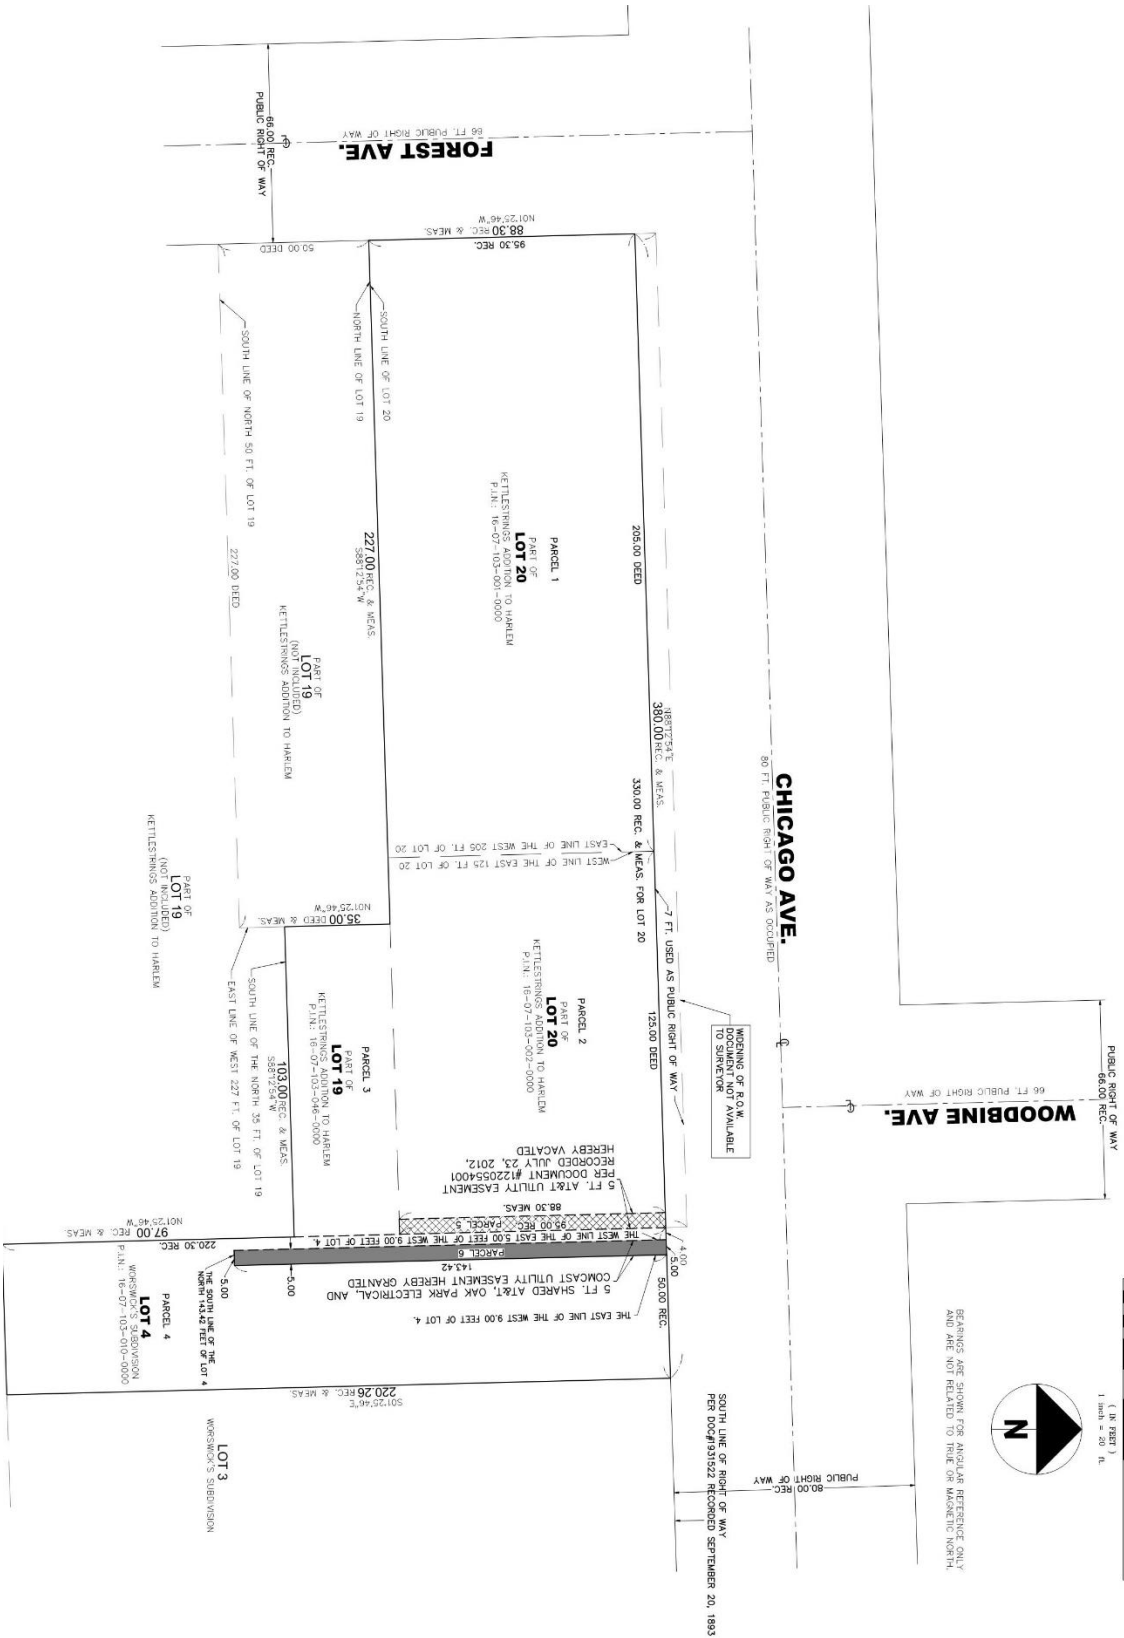 FOREST AVE.
66 FT. PUBLIC RIGHT OF WAY
66.00 REC.
PUBLIC RIGHT OF WAY
CHICAGO AVE.
80 FT. PUBLIC RIGHT OF WAY AS OCCUPIED
WOODBINE AVE.
66 FT. PUBLIC RIGHT OF WAY
PUBLIC RIGHT OF WAY
66.00 REC.
( IN FEET )
1 inch = 20 ft.
N
BEARINGS ARE SHOWN FOR ANGULAR REFERENCE ONLY
AND ARE NOT RELATED TO TRUE OR MAGNETIC NORTH.
80.00 REC.
PUBLIC RIGHT OF WAY
SOUTH LINE OF RIGHT OF WAY
PER DOC#1931522 RECORDED SEPTEMBER 20, 1893
WIDENING OF R.O.W.
DOCUMENT NOT AVAILABLE
TO SURVEYOR
7 FT. USED AS PUBLIC RIGHT OF WAY
N88°12'54"E
380.00 REC. & MEAS.
330.00 REC. & MEAS. FOR LOT 20
205.00 DEED
125.00 DEED
N01°25'46"W
88.30 REC. & MEAS.
95.30 REC.
50.00 DEED
PARCEL 1
PART OF
LOT 20
KETTLESTRINGS ADDITION TO HARLEM
P.I.N.: 16-07-103-001-0000
EAST LINE OF THE WEST 205 FT. OF LOT 20
WEST LINE OF THE EAST 125 FT. OF LOT 20
PARCEL 2
PART OF
LOT 20
KETTLESTRINGS ADDITION TO HARLEM
P.I.N.: 16-07-103-002-0000
SOUTH LINE OF LOT 20
NORTH LINE OF LOT 19
227.00 REC. & MEAS.
S88°12'54"W
PART OF
LOT 19
(NOT INCLUDED)
KETTLESTRINGS ADDITION TO HARLEM
SOUTH LINE OF NORTH 50 FT. OF LOT 19
227.00 DEED
35.00 DEED & MEAS.
N01°25'46"W
PARCEL 3
PART OF
LOT 19
KETTLESTRINGS ADDITION TO HARLEM
P.I.N.: 16-07-103-046-0000
103.00 REC. & MEAS.
S88°12'54"W
SOUTH LINE OF THE NORTH 35 FT. OF LOT 19
EAST LINE OF WEST 227 FT. OF LOT 19
PART OF
LOT 19
(NOT INCLUDED)
KETTLESTRINGS ADDITION TO HARLEM
5 FT. AT&T UTILITY EASEMENT
PER DOCUMENT #1220554001
RECORDED JULY 23, 2012,
HEREBY VACATED
88.30 MEAS.
95.00 REC. PARCEL 5
THE WEST LINE OF THE EAST 5.00 FEET OF THE WEST 9.00 FEET OF LOT 4.
PARCEL 6
143.42
5 FT. SHARED AT&T, OAK PARK ELECTRICAL, AND
COMCAST UTILITY EASEMENT HEREBY GRANTED
THE EAST LINE OF THE WEST 9.00 FEET OF LOT 4.
4.00
5.00
50.00 REC.
5.00
5.00
N01°25'46"W
97.00 REC. & MEAS.
220.30 REC.
THE SOUTH LINE OF THE
NORTH 143.42 FEET OF LOT 4
PARCEL 4
LOT 4
WORSWICK'S SUBDIVISION
P.I.N.: 16-07-103-010-0000
220.26 REC. & MEAS.
S01°25'46"E
LOT 3
WORSWICK'S SUBDIVISION